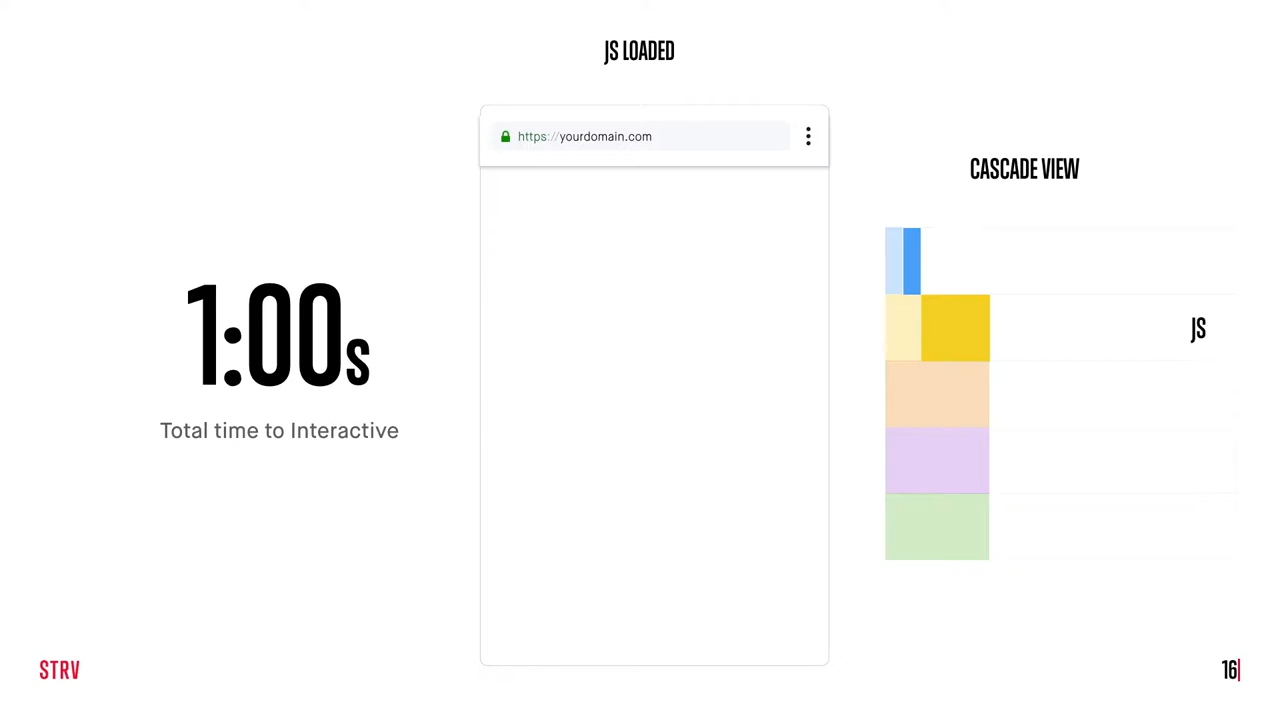 JS LOADED
https://yourdomain.com
CASCADE VIEW
1:00s
Total time to Interactive
JS
STRV
16